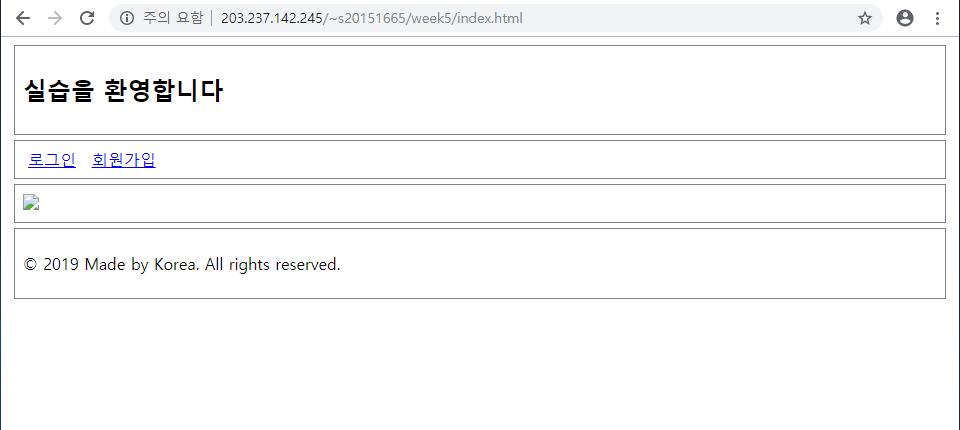 주의 요함 203.237.142.245/~s20151665/week5/index.html
실습을 환영합니다
로그인 회원가입
© 2019 Made by Korea. All rights reserved.